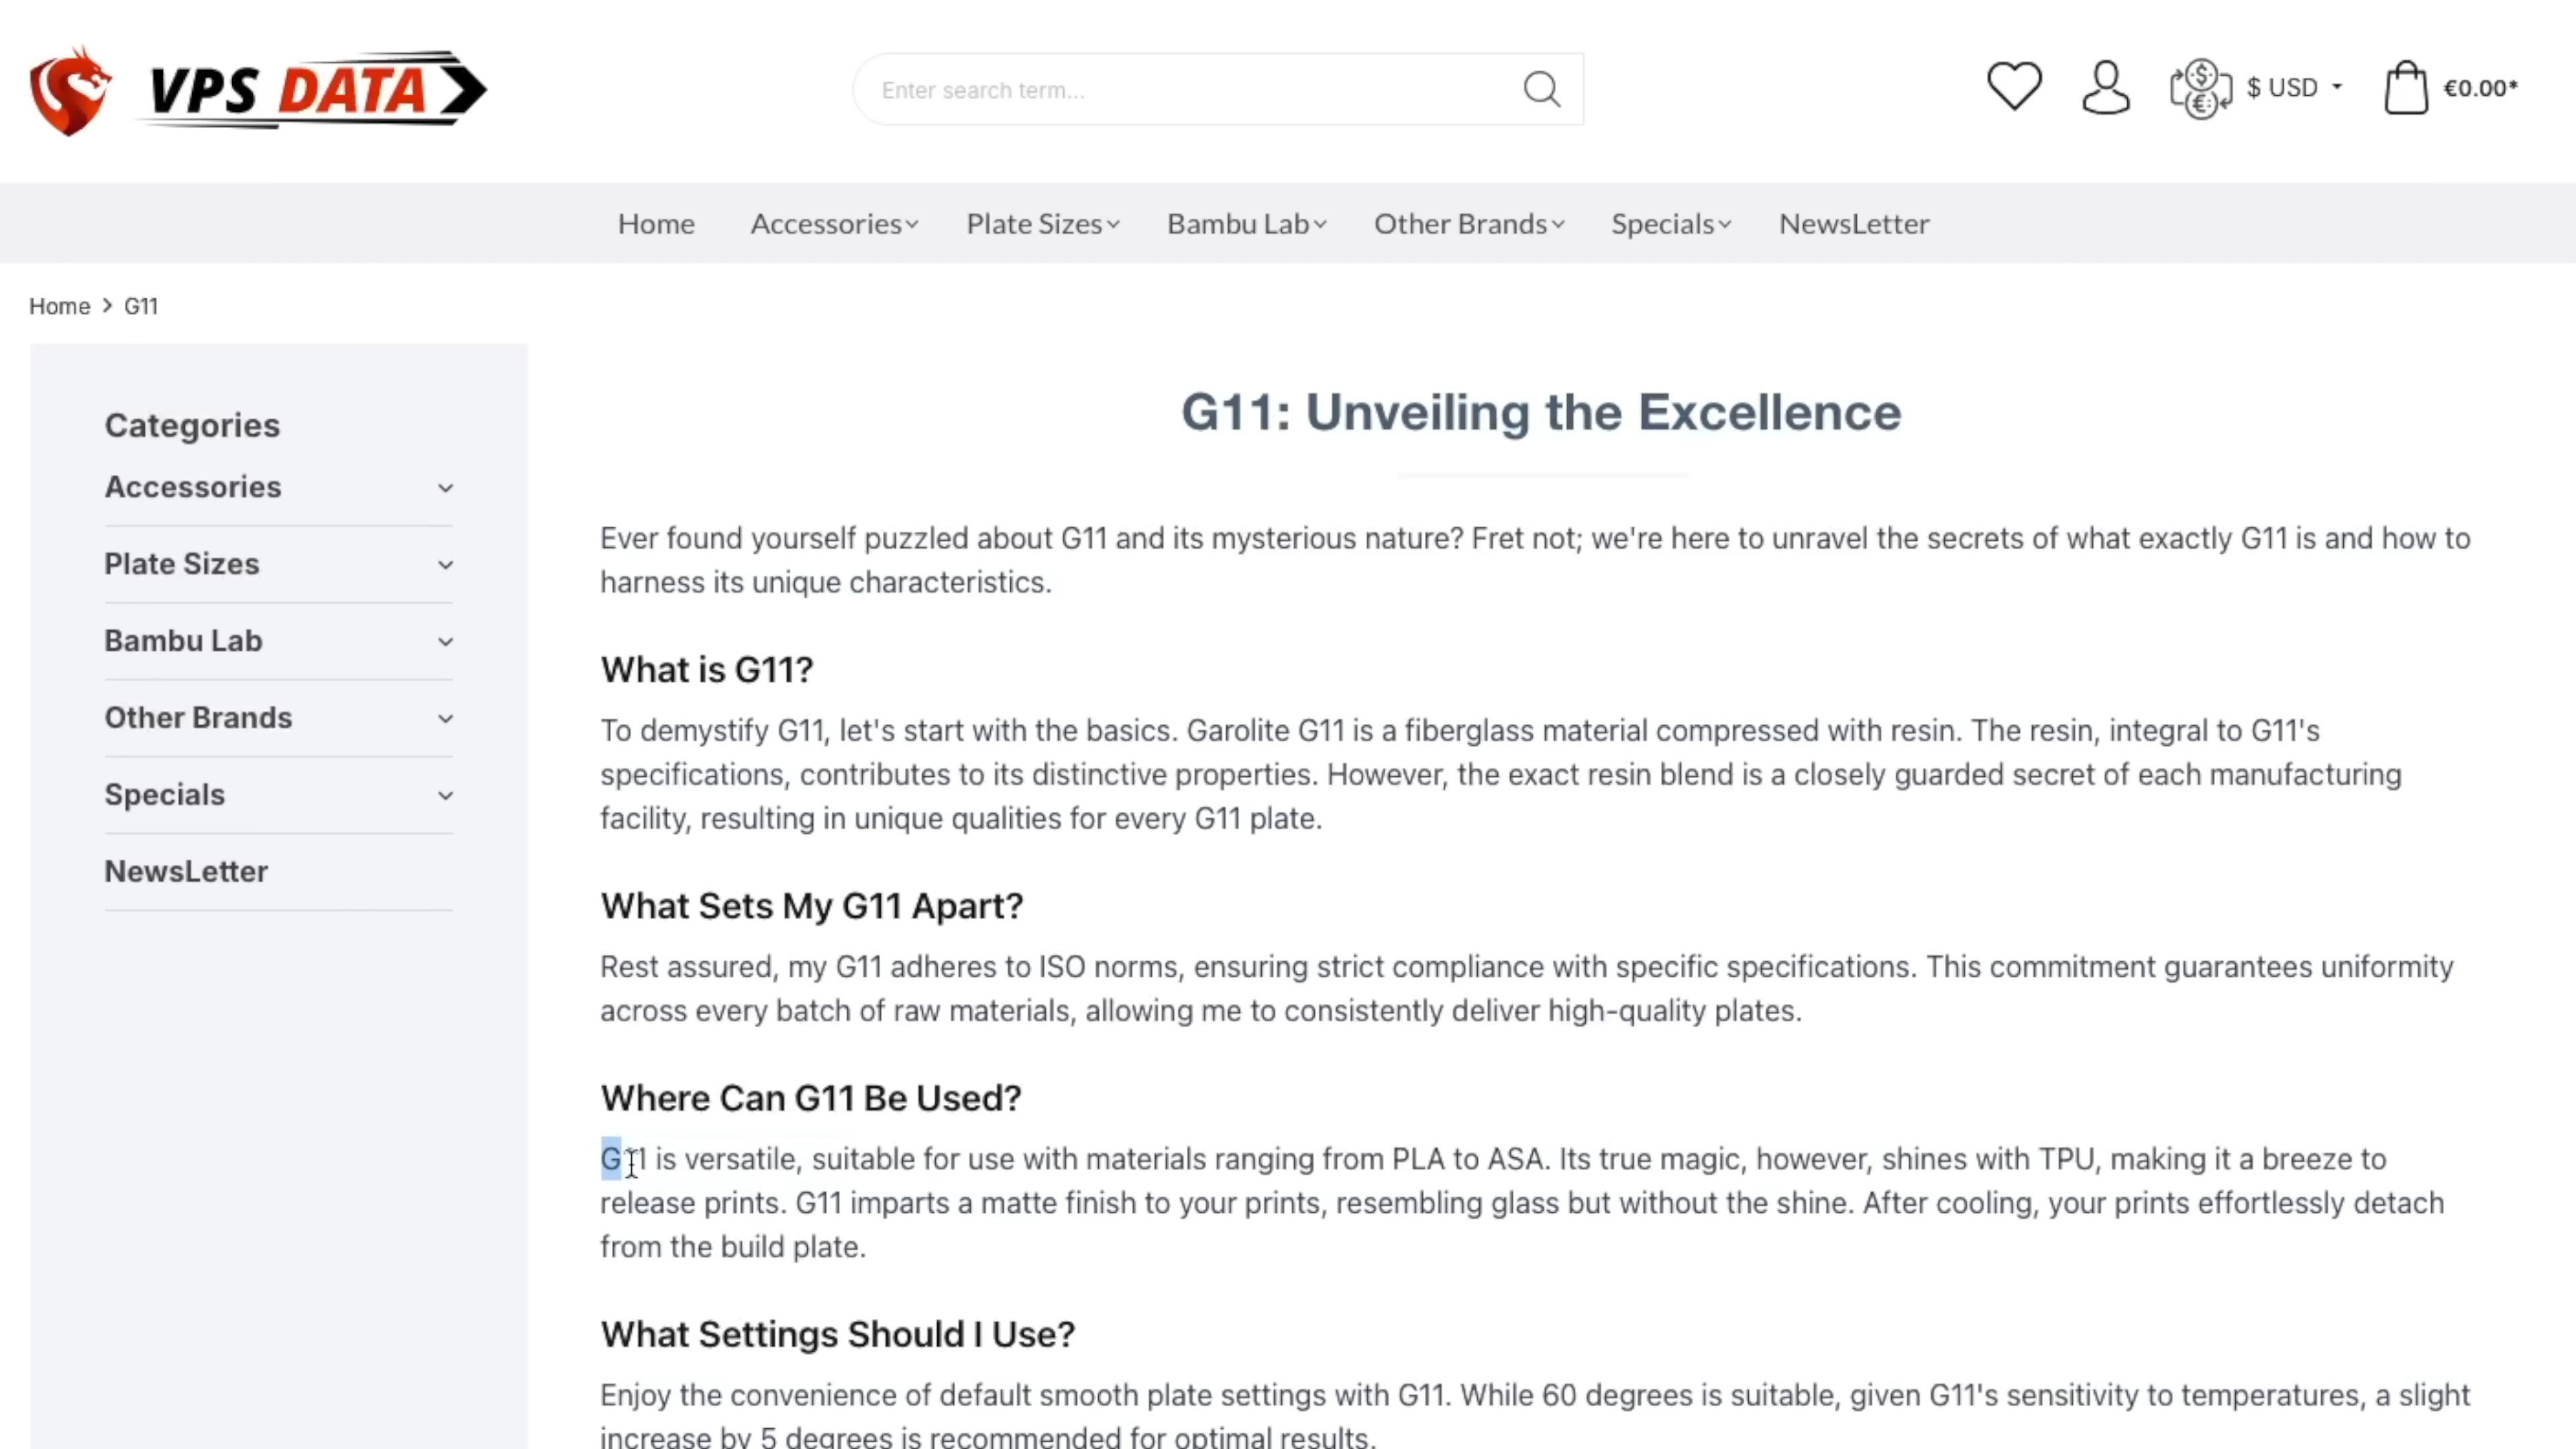 VPS DATA
Enter search term...
$ USD
€0.00*
Home
Accessories
Plate Sizes
Bambu Lab
Other Brands
Specials
NewsLetter
Home > G11
Categories
Accessories
Plate Sizes
Bambu Lab
Other Brands
Specials
NewsLetter
G11: Unveiling the Excellence
Ever found yourself puzzled about G11 and its mysterious nature? Fret not; we're here to unravel the secrets of what exactly G11 is and how to
harness its unique characteristics.
What is G11?
To demystify G11, let's start with the basics. Garolite G11 is a fiberglass material compressed with resin. The resin, integral to G11's
specifications, contributes to its distinctive properties. However, the exact resin blend is a closely guarded secret of each manufacturing
facility, resulting in unique qualities for every G11 plate.
What Sets My G11 Apart?
Rest assured, my G11 adheres to ISO norms, ensuring strict compliance with specific specifications. This commitment guarantees uniformity
across every batch of raw materials, allowing me to consistently deliver high-quality plates.
Where Can G11 Be Used?
G11 is versatile, suitable for use with materials ranging from PLA to ASA. Its true magic, however, shines with TPU, making it a breeze to
release prints. G11 imparts a matte finish to your prints, resembling glass but without the shine. After cooling, your prints effortlessly detach
from the build plate.
What Settings Should I Use?
Enjoy the convenience of default smooth plate settings with G11. While 60 degrees is suitable, given G11's sensitivity to temperatures, a slight
increase by 5 degrees is recommended for optimal results.